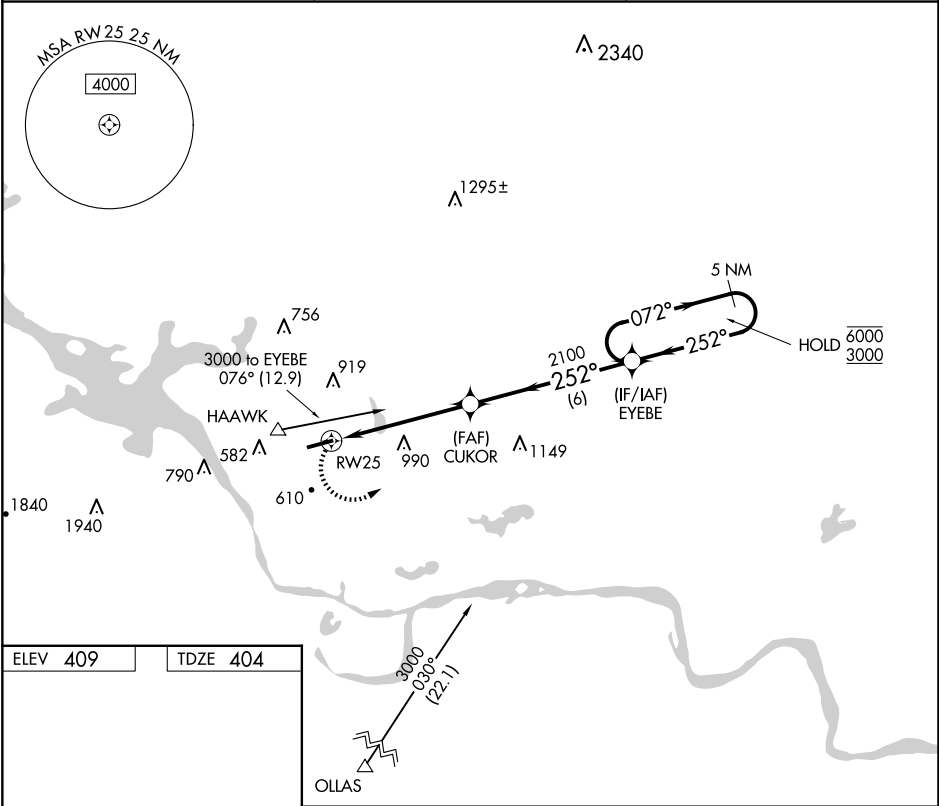 MSA RW25 25 NM
4000
2340
1295±
5 NM
072°
252°
HOLD 6000
3000
756
3000 to EYEBE
076° (12.9)
919
2100
252°
(6)
(IF/IAF)
EYEBE
HAAWK
(FAF)
CUKOR
582
RW25
990
1149
790
610
1840
1940
ELEV 409
TDZE 404
3000
030°
(22.1)
OLLAS